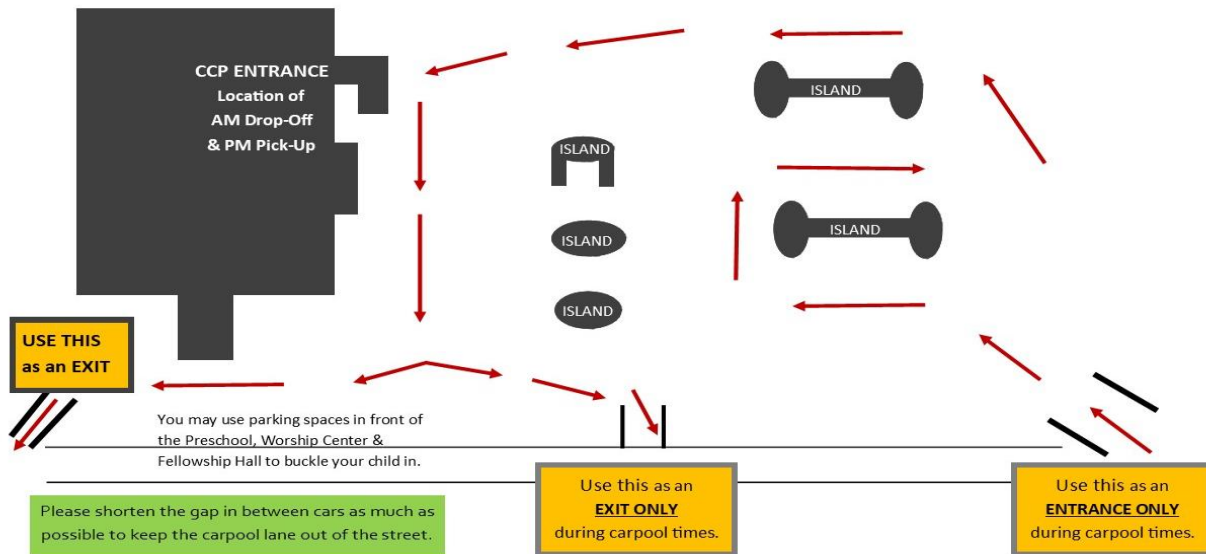 CCP ENTRANCE
Location of
AM Drop-Off
& PM Pick-Up
ISLAND
ISLAND
ISLAND
ISLAND
ISLAND
USE THIS
as an EXIT
You may use parking spaces in front of
the Preschool, Worship Center &
Fellowship Hall to buckle your child in.
Please shorten the gap in between cars as much as
possible to keep the carpool lane out of the street.
Use this as an
EXIT ONLY
during carpool times.
Use this as an
ENTRANCE ONLY
during carpool times.